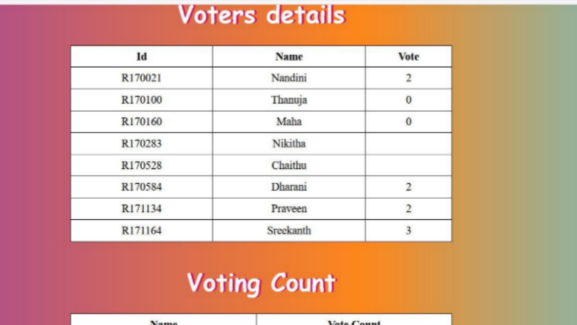 Voters details
Id Name Vote
R170021 Nandini 2
R170100 Thanuja 0
R170160 Maha 0
R170283 Nikitha
R170528 Chaithu
R170584 Dharani 2
R171134 Praveen 2
R171164 Sreekanth 3
Voting Count
Name Vote Count